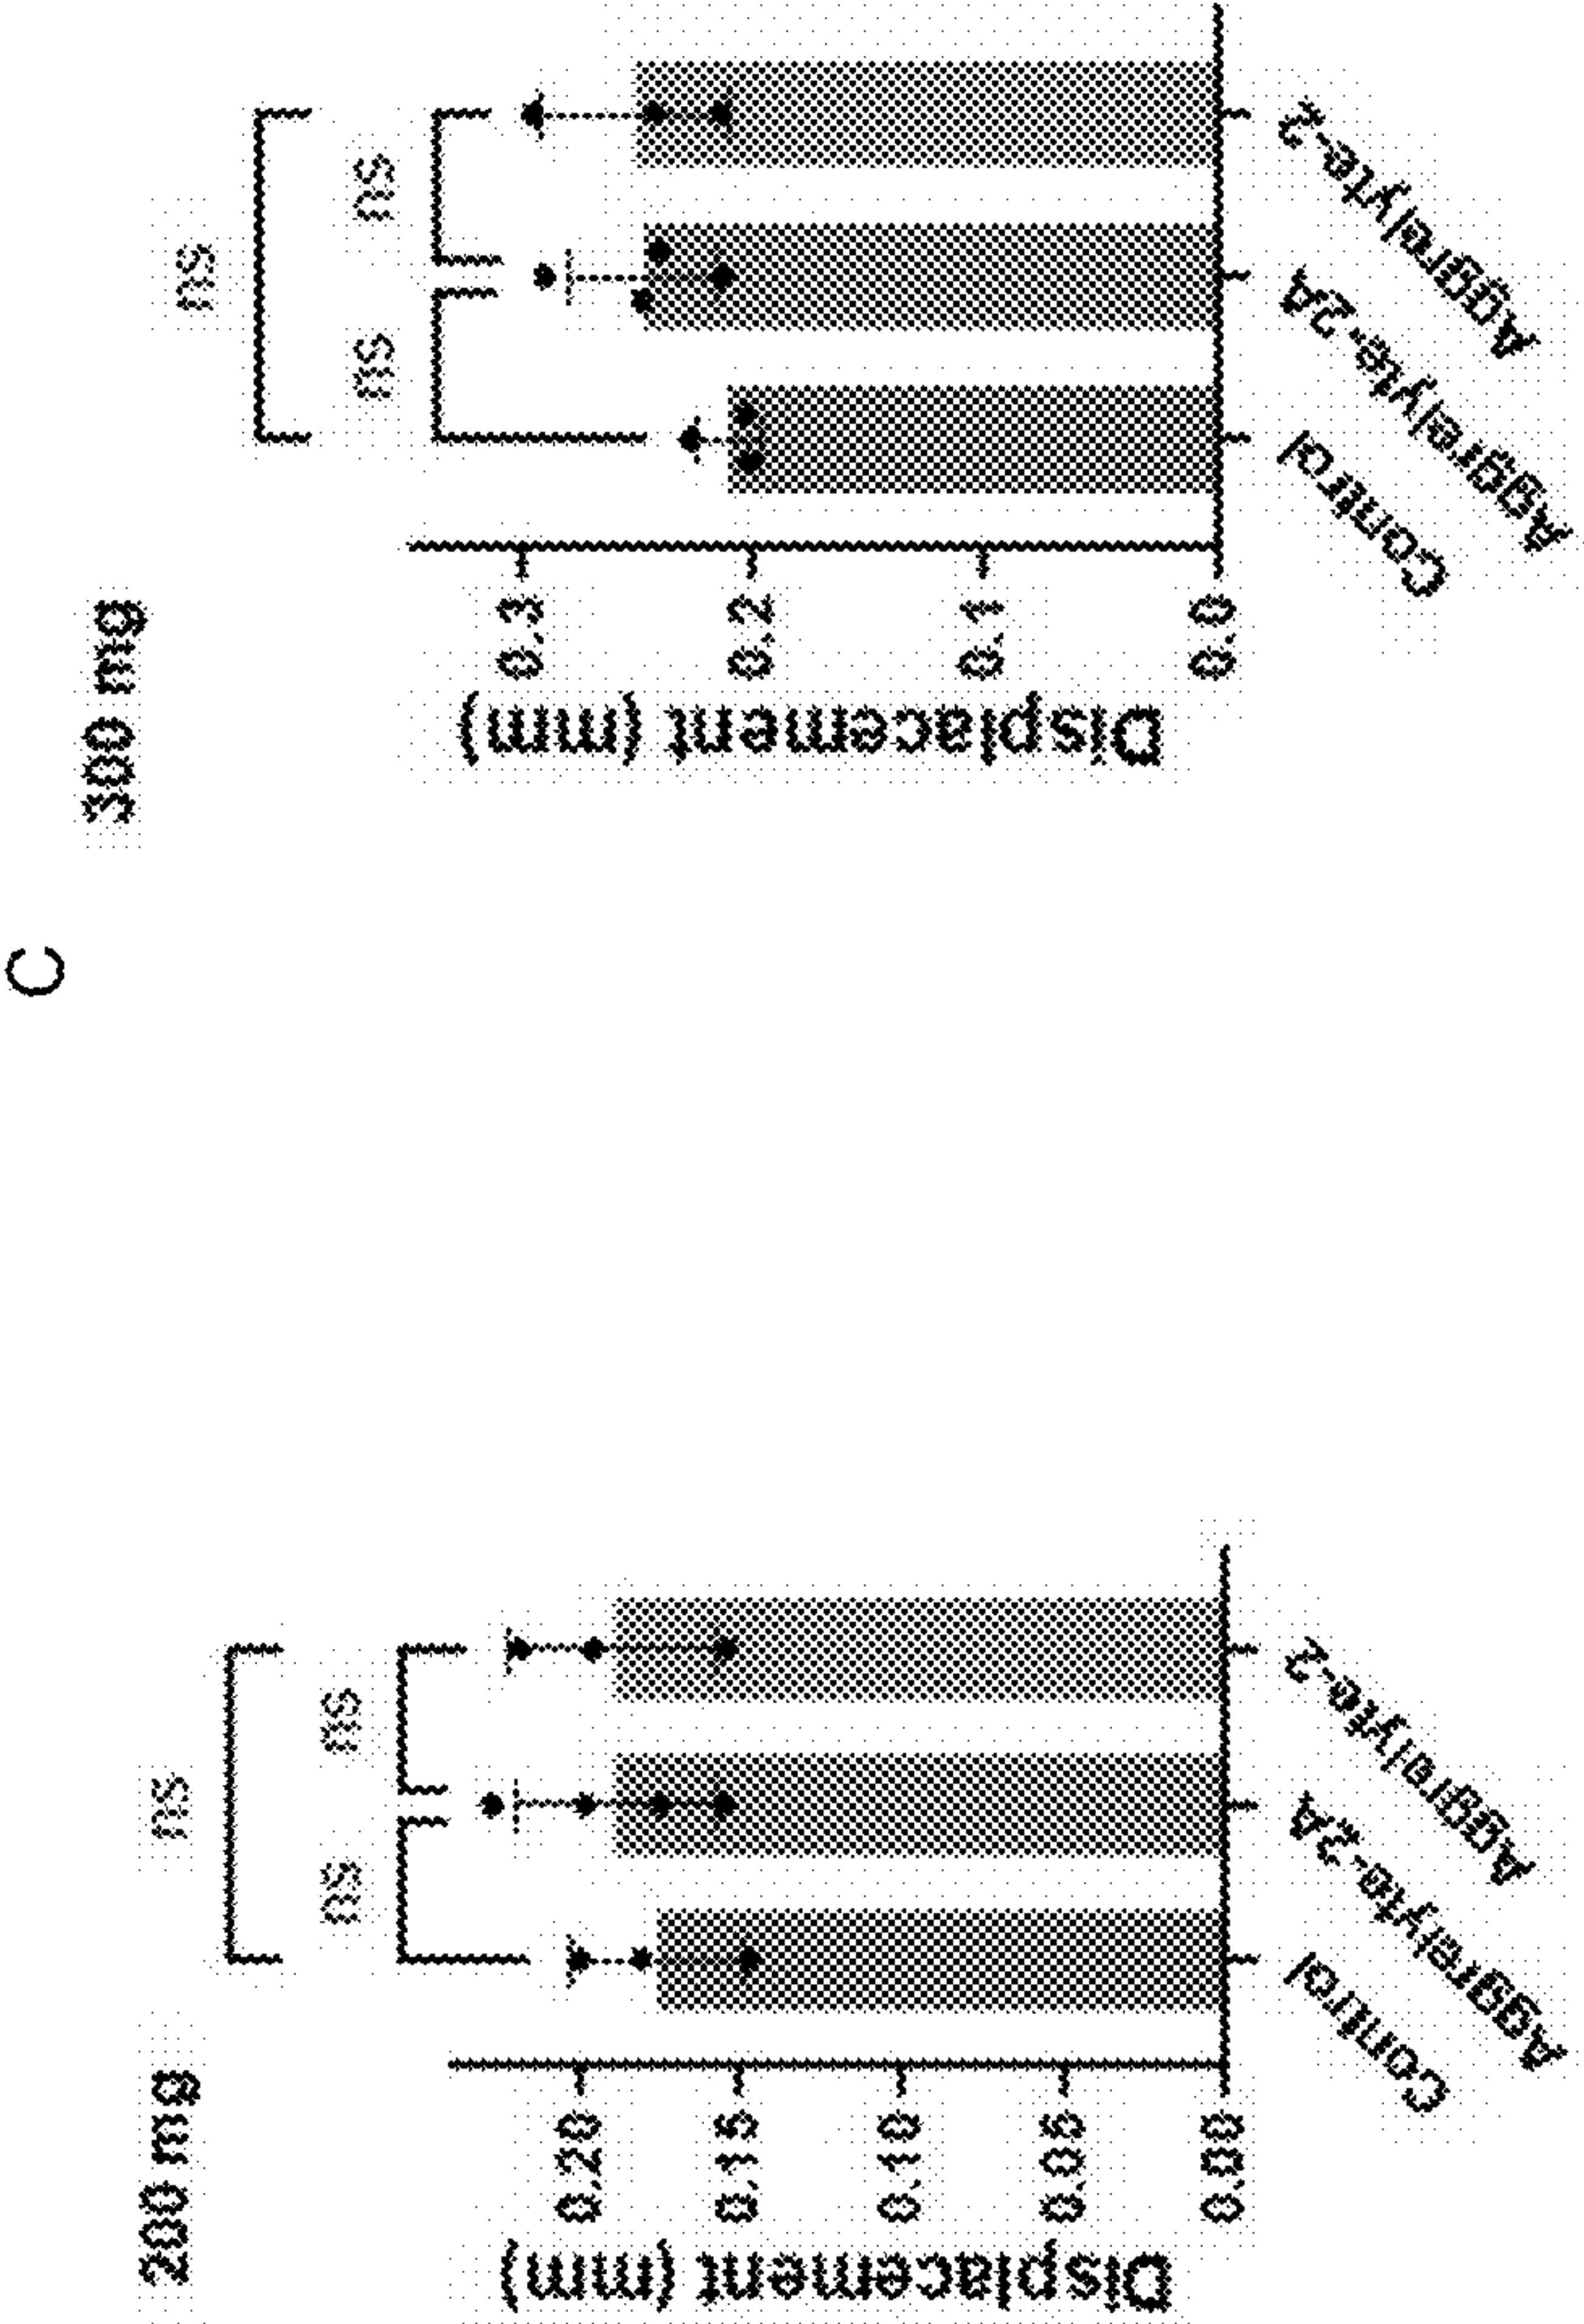 200 mg
ns
ns
ns
Displacement (mm)
0.20
0.15
0.10
0.05
0.00
Control
Aggrelyte-2A
Aggrelyte-2
C
300 mg
ns
ns
ns
Displacement (mm)
0.3
0.2
0.1
0.0
Control
Aggrelyte-2A
Aggrelyte-2